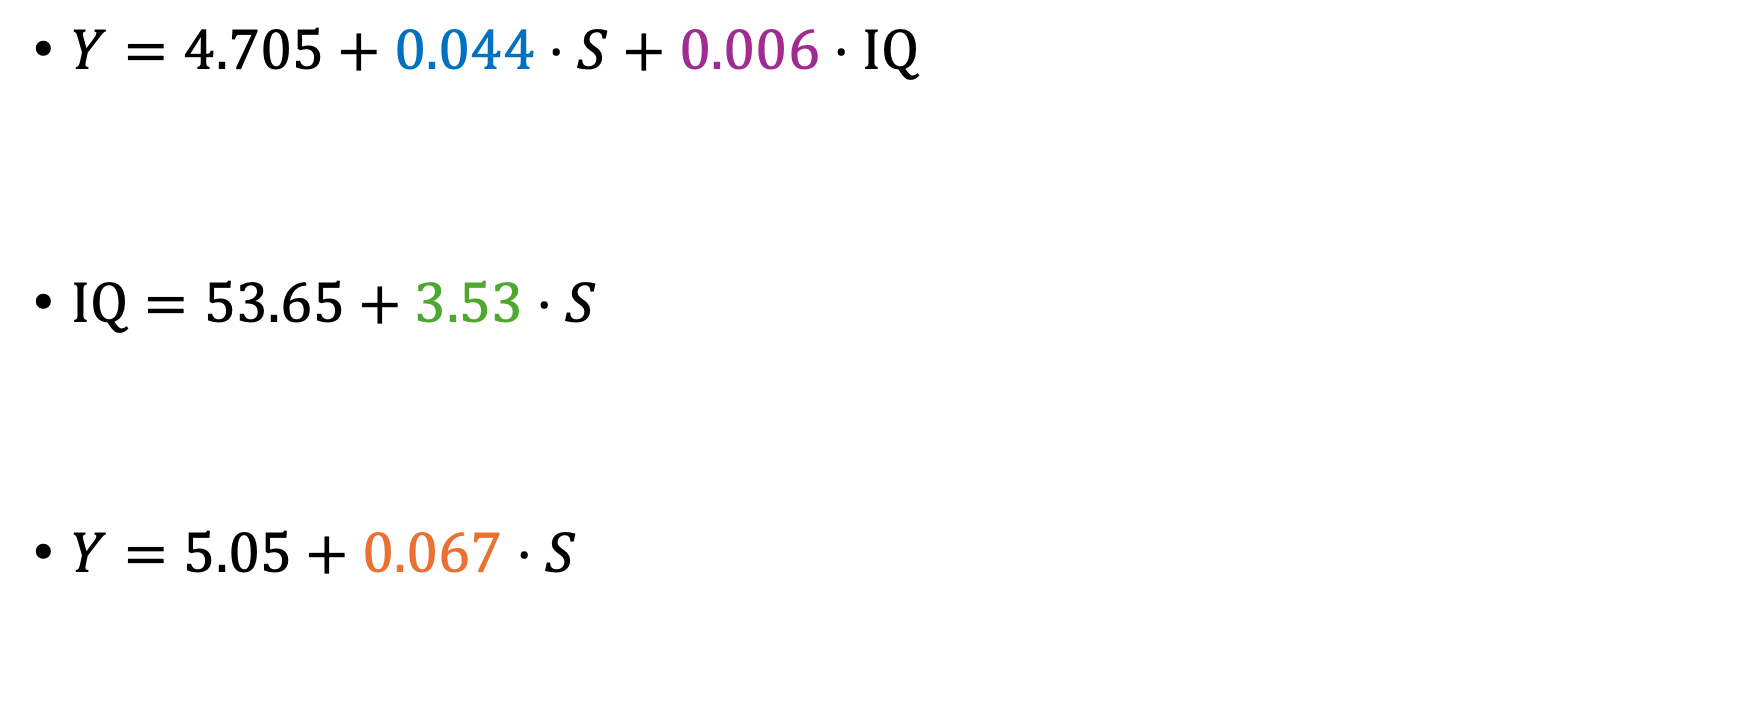 • Y = 4.705 + 0.044 · S + 0.006 · IQ
• IQ = 53.65 + 3.53 · S
• Y = 5.05 + 0.067 · S